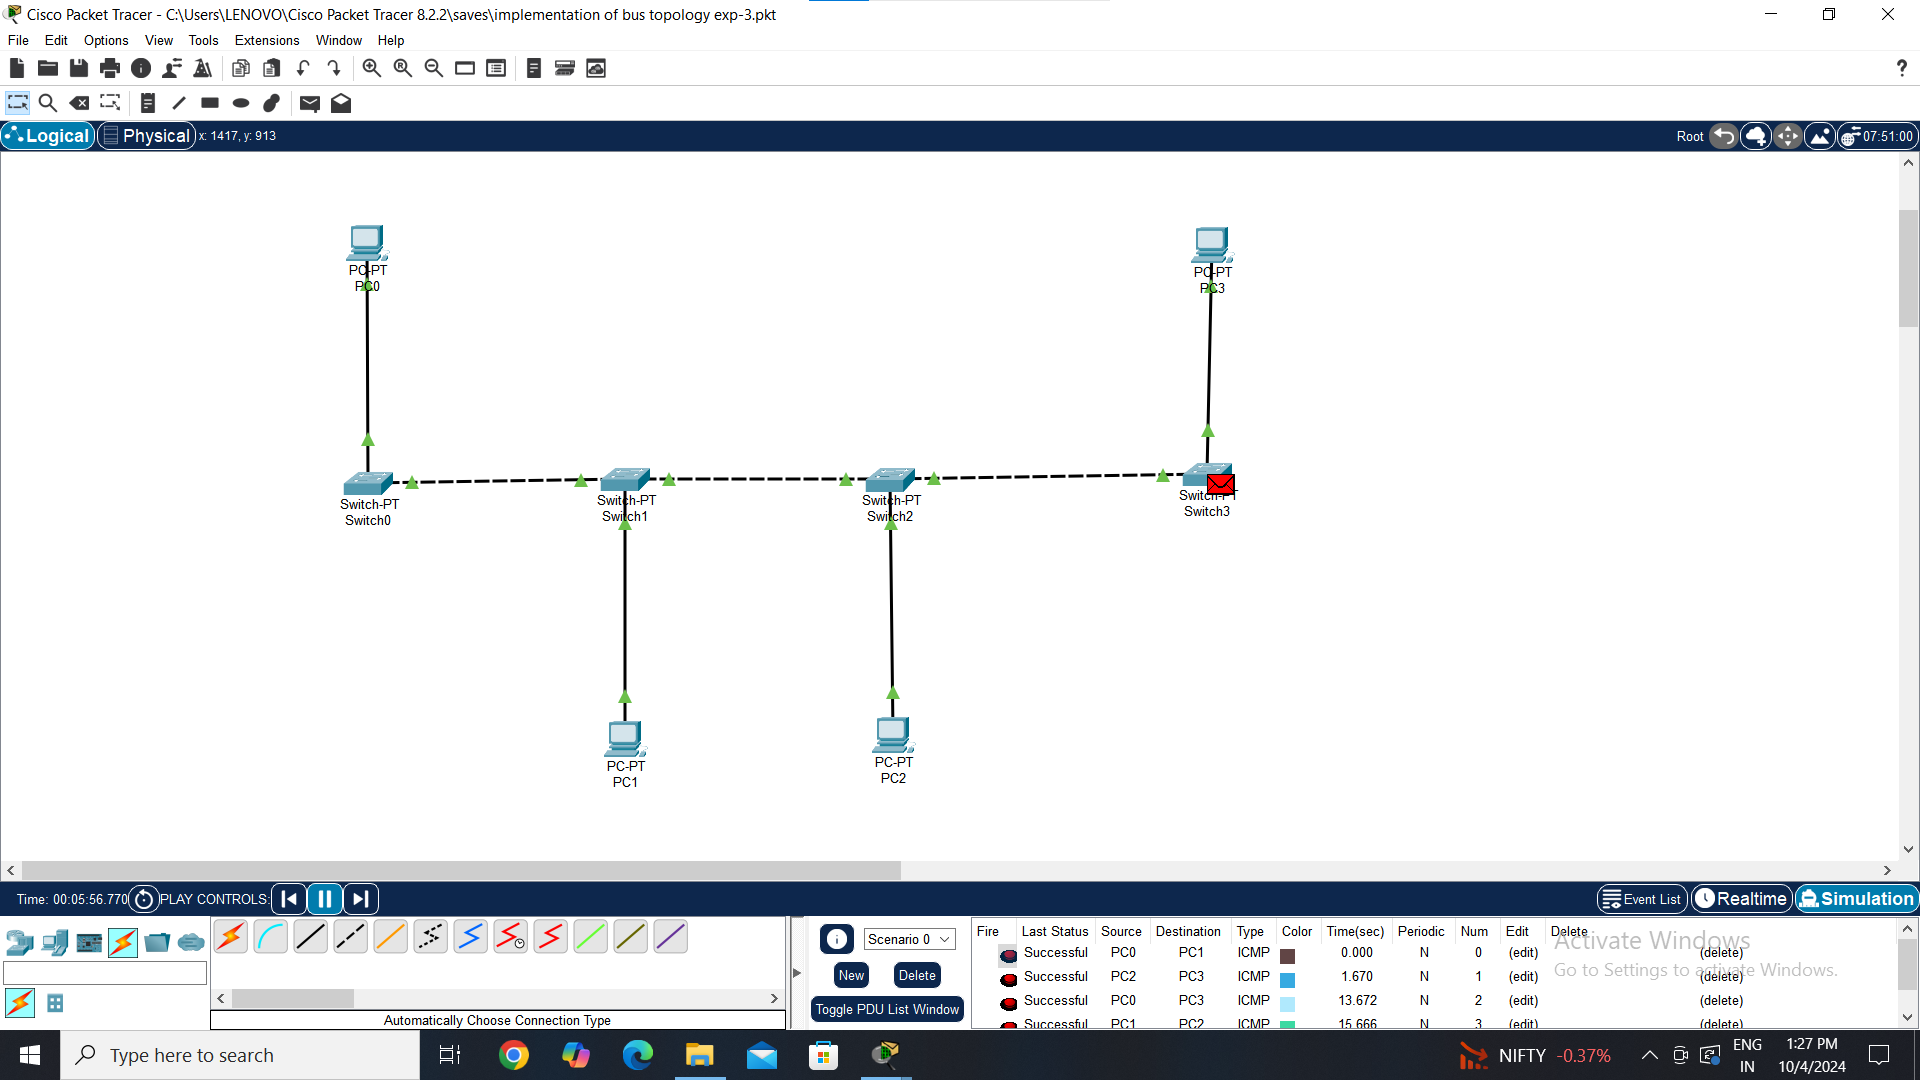 Cisco Packet Tracer - C:\Users\LENOVO\Cisco Packet Tracer 8.2.2\saves\implementation of bus topology exp-3.pkt
File Edit Options View Tools Extensions Window Help
?
Logical Physical x: 1417, y: 913 Root 07:51:00
PC-PT
PC0
PC-PT
PC3
Switch-PT
Switch0
Switch-PT
Switch1
Switch-PT
Switch2
Switch-PT
Switch3
PC-PT
PC1
PC-PT
PC2
Time: 00:05:56.770 PLAY CONTROLS: Event List Realtime Simulation
Automatically Choose Connection Type
Scenario 0
New Delete
Toggle PDU List Window
Fire Last Status Source Destination Type Color Time(sec) Periodic Num Edit Delete
Successful PC0 PC1 ICMP 0.000 N 0 (edit) (delete)
Successful PC2 PC3 ICMP 1.670 N 1 (edit) (delete)
Successful PC0 PC3 ICMP 13.672 N 2 (edit) (delete)
Successful PC1 PC2 ICMP 15.666 N 3 (edit) (delete)
Activate Windows
Go to Settings to activate Windows.
Type here to search
NIFTY -0.37%
ENG
IN
1:27 PM
10/4/2024